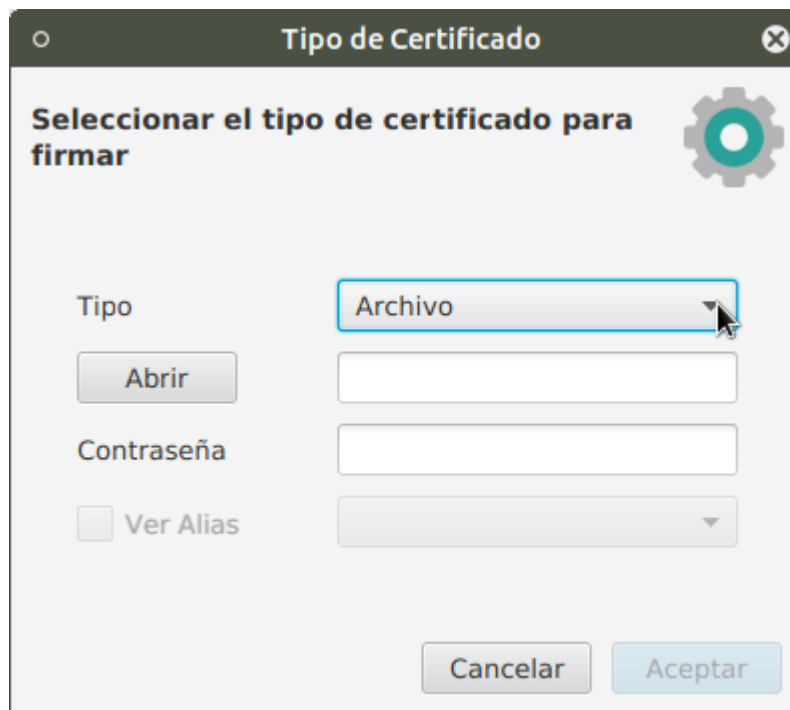 Tipo de Certificado
Seleccionar el tipo de certificado para
firmar
Tipo
Archivo
Abrir
Contraseña
Ver Alias
Cancelar
Aceptar